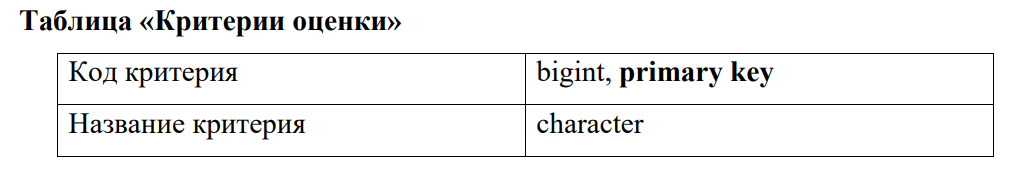 Таблица «Критерии оценки»
Код критерия bigint, primary key
Название критерия character